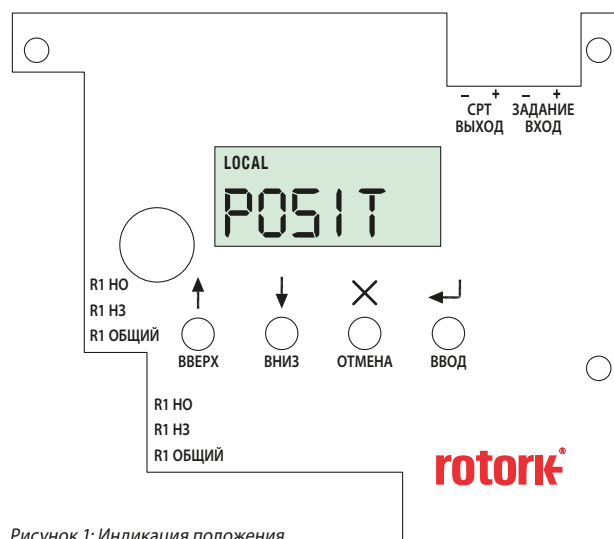 – + – +
СРТ ЗАДАНИЕ
ВЫХОД ВХОД
LOCAL
POSIT
R1 НО
R1 НЗ
R1 ОБЩИЙ
ВВЕРХ ВНИЗ ОТМЕНА ВВОД
R1 НО
R1 НЗ
R1 ОБЩИЙ
rotork®
Рисунок 1: Индикация положения